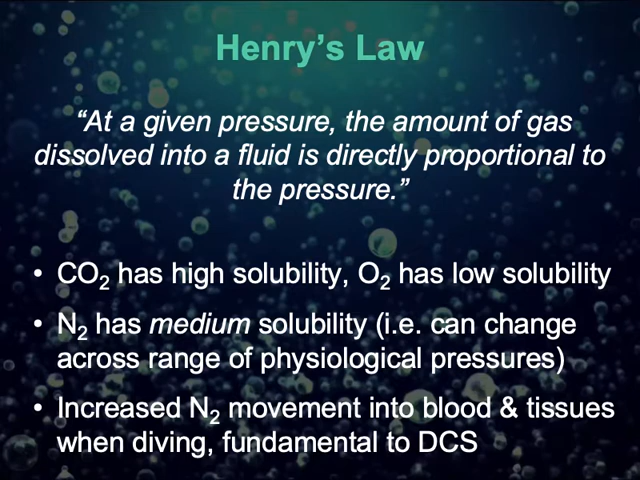 Henry’s Law
“At a given pressure, the amount of gas
dissolved into a fluid is directly proportional to
the pressure.”
• CO₂ has high solubility, O₂ has low solubility
• N₂ has medium solubility (i.e. can change
across range of physiological pressures)
• Increased N₂ movement into blood & tissues
when diving, fundamental to DCS